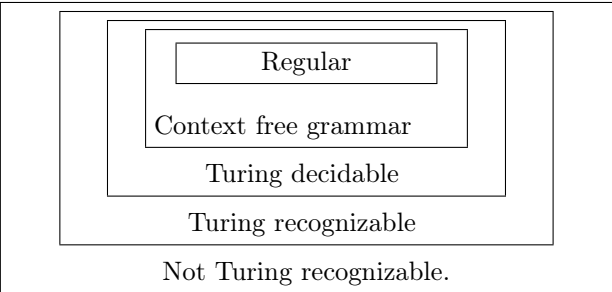 Regular
Context free grammar
Turing decidable
Turing recognizable
Not Turing recognizable.